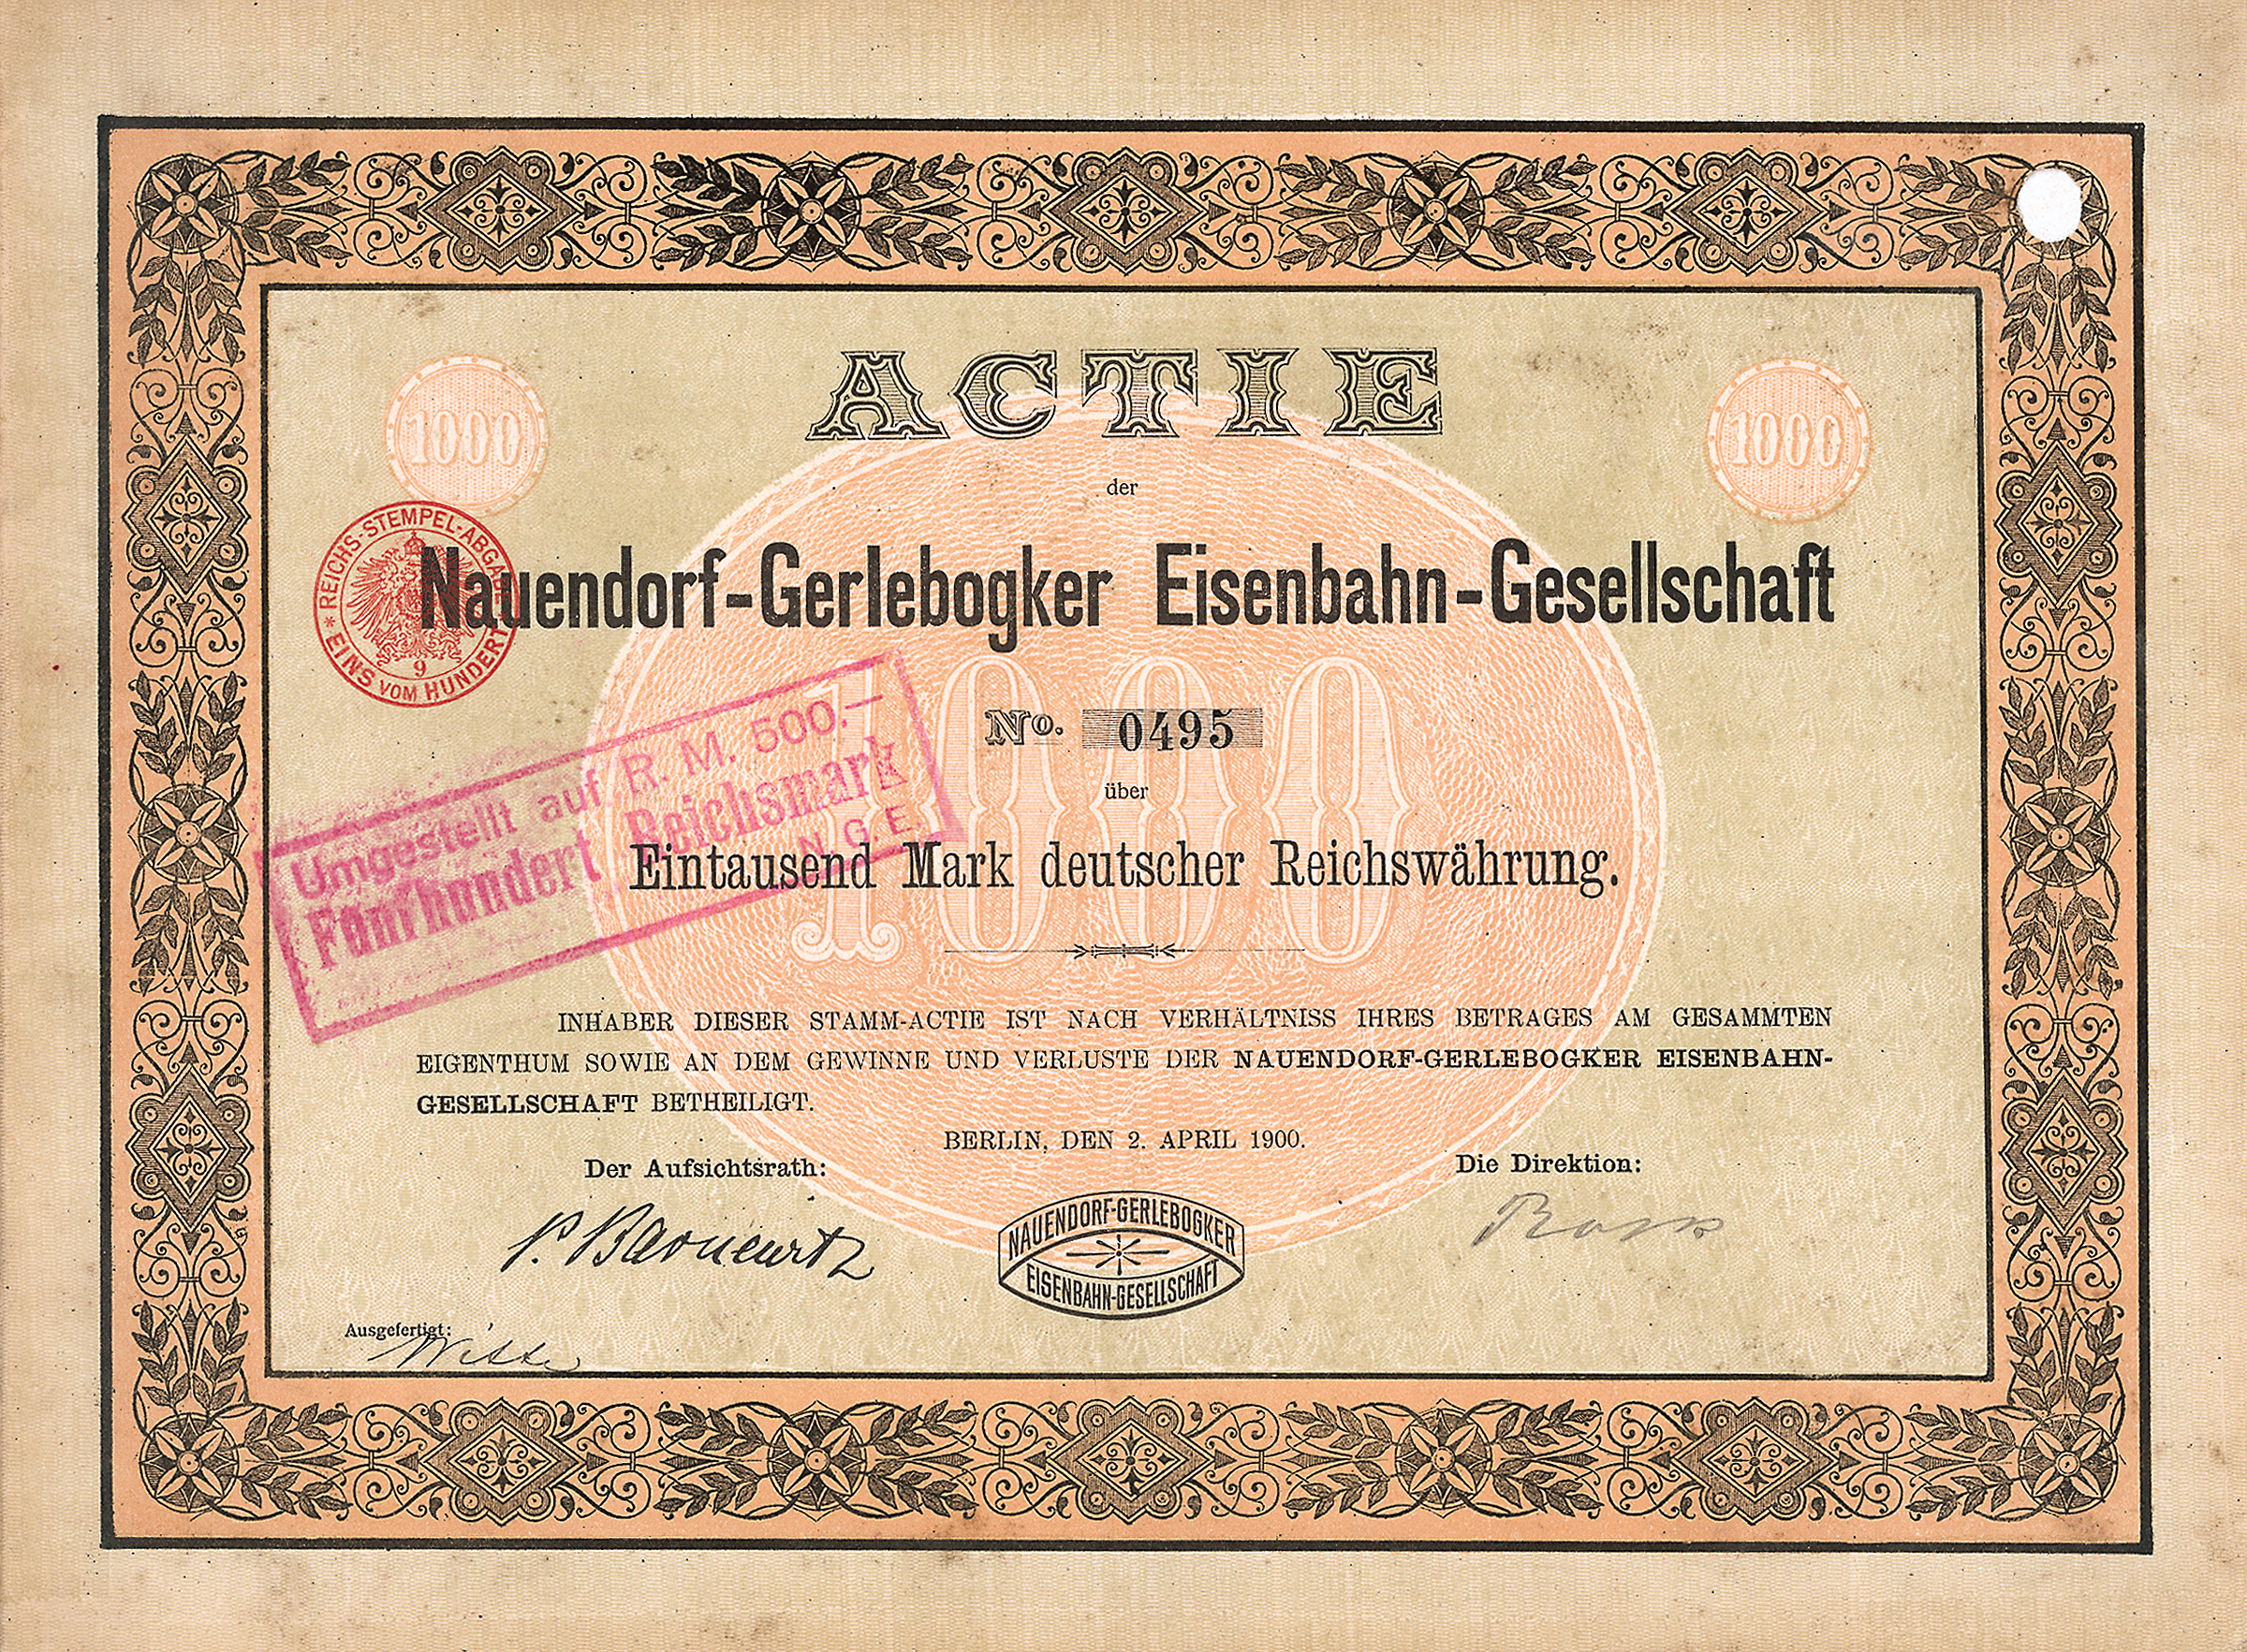 ACTIE
1000
1000
der
Nauendorf-Gerlebogker Eisenbahn-Gesellschaft
REICHS-STEMPEL-ABGABE
* EINS VOM HUNDERT
9
1000
No. 0495
Umgestellt auf R. M. 500.—
Fünfhundert Reichsmark
N. G. E.
über
Eintausend Mark deutscher Reichswährung.
INHABER DIESER STAMM-ACTIE IST NACH VERHÄLTNISS IHRES BETRAGES AM GESAMMTEN
EIGENTHUM SOWIE AN DEM GEWINNE UND VERLUSTE DER NAUENDORF-GERLEBOGKER EISENBAHN-
GESELLSCHAFT BETHEILIGT.
BERLIN, DEN 2. APRIL 1900.
Der Aufsichtsrath:
Die Direktion:
NAUENDORF-GERLEBOGKER
EISENBAHN-GESELLSCHAFT
Ausgefertigt:
Witte